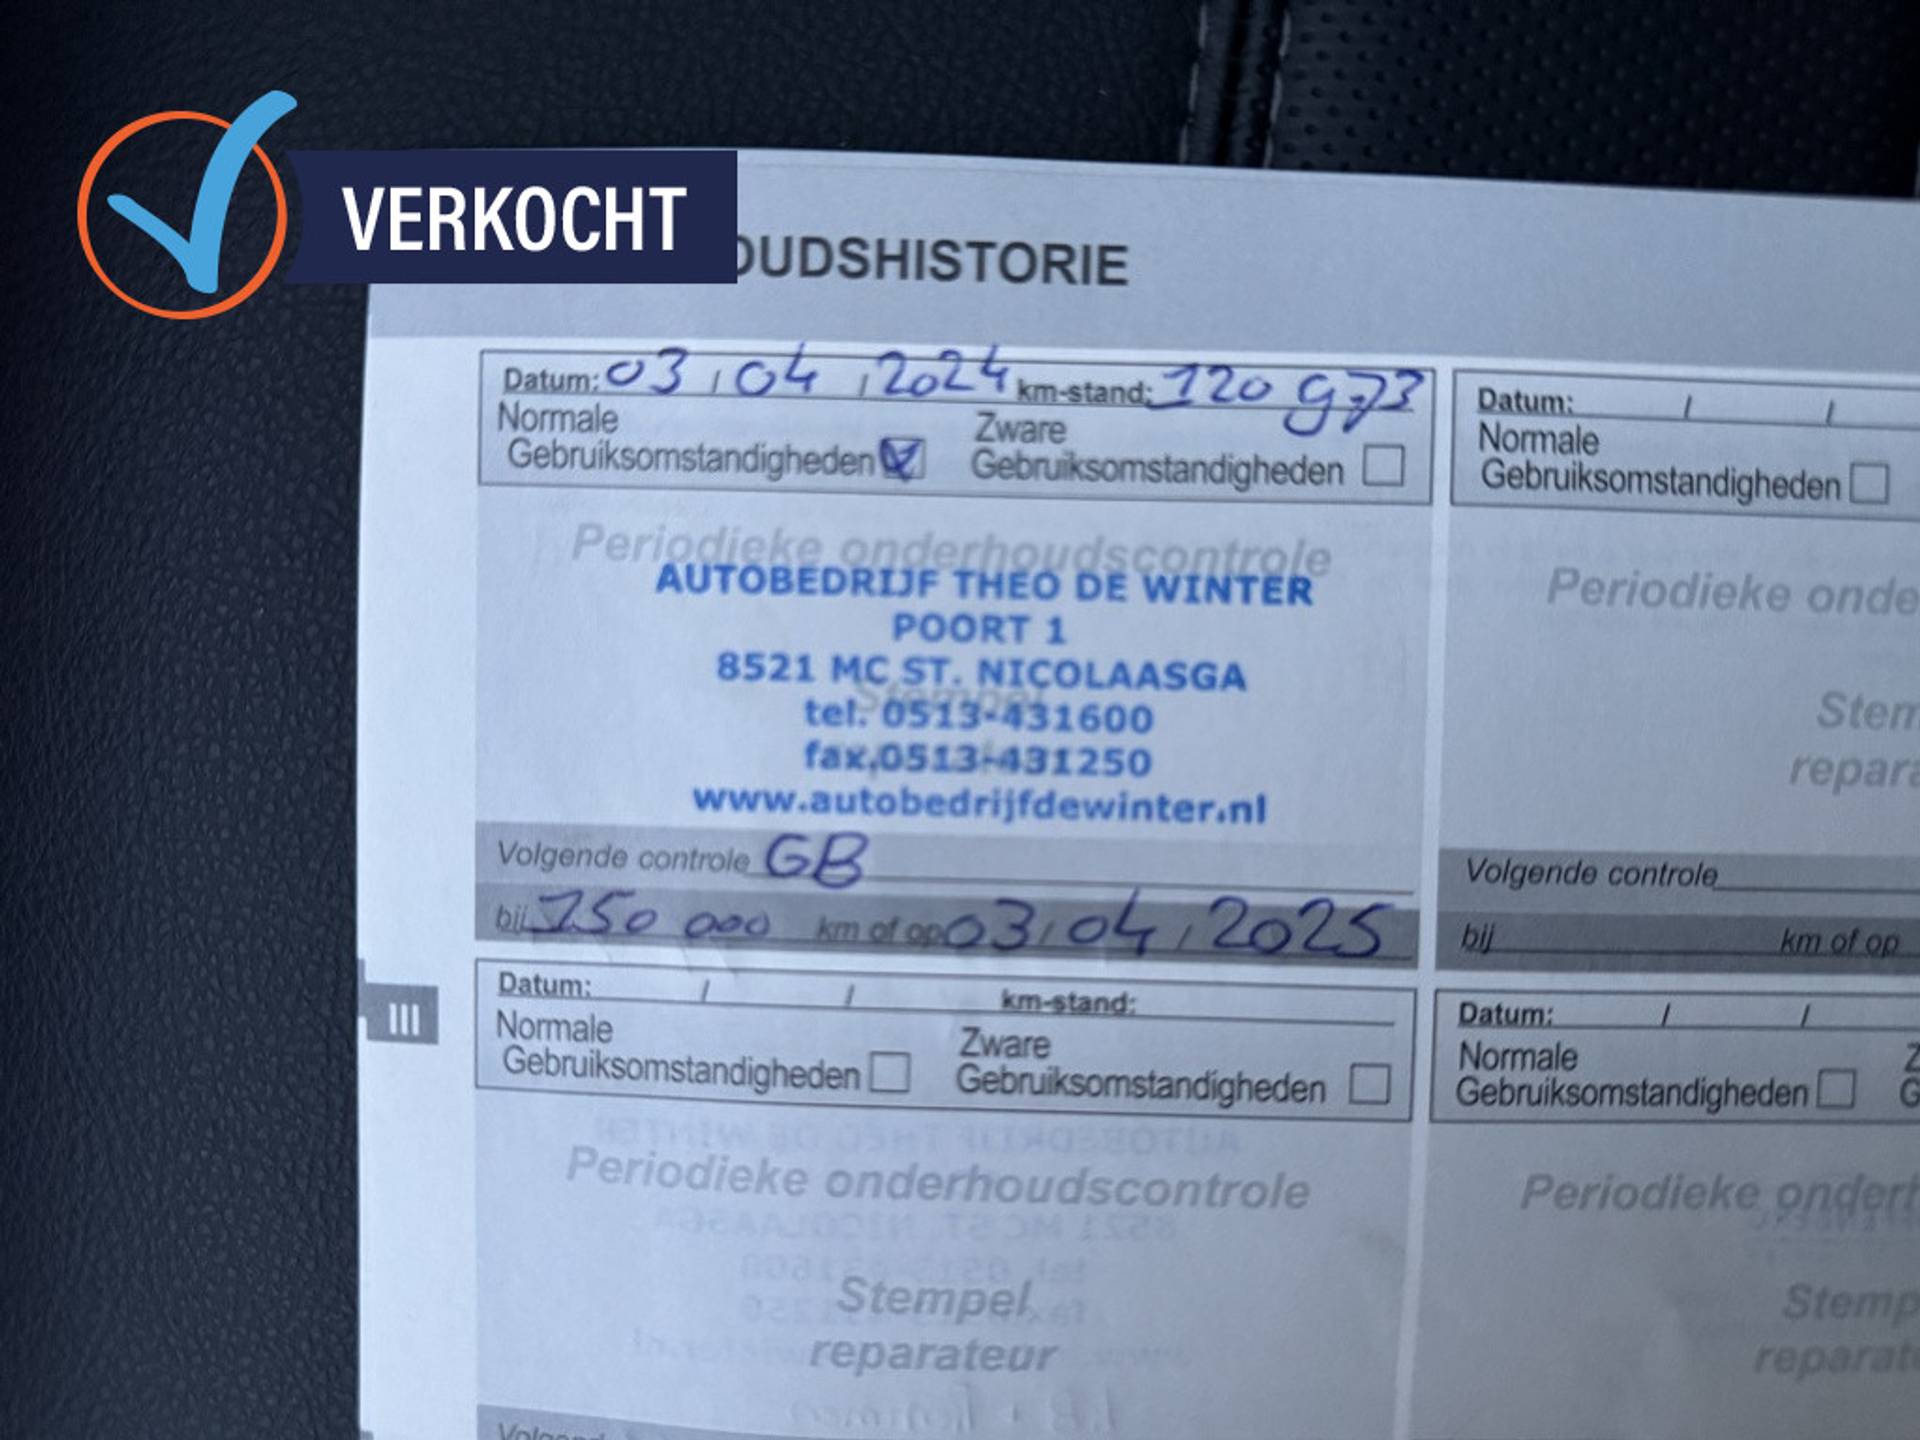 VERKOCHT
OUDSHISTORIE
Datum: 03 / 04 / 2024 km-stand: 120 973
Normale Zware
Gebruiksomstandigheden Gebruiksomstandigheden
Periodieke onderhoudscontrole
AUTOBEDRIJF THEO DE WINTER
POORT 1
8521 MC ST. NICOLAASGA
Stempel
tel. 0513-431600
fax.0513-431250
www.autobedrijfdewinter.nl
Volgende controle GB
bij 150 000 km of op 03 / 04 / 2025
Datum: / /
Normale
Gebruiksomstandigheden
Periodieke onde
Stem
repara
Volgende controle
bij km of op
III
Datum: / / km-stand:
Normale Zware
Gebruiksomstandigheden Gebruiksomstandigheden
Periodieke onderhoudscontrole
Stempel
reparateur
Volgend
Datum: / /
Normale Z
Gebruiksomstandigheden G
Periodieke onderh
Stemp
reparat